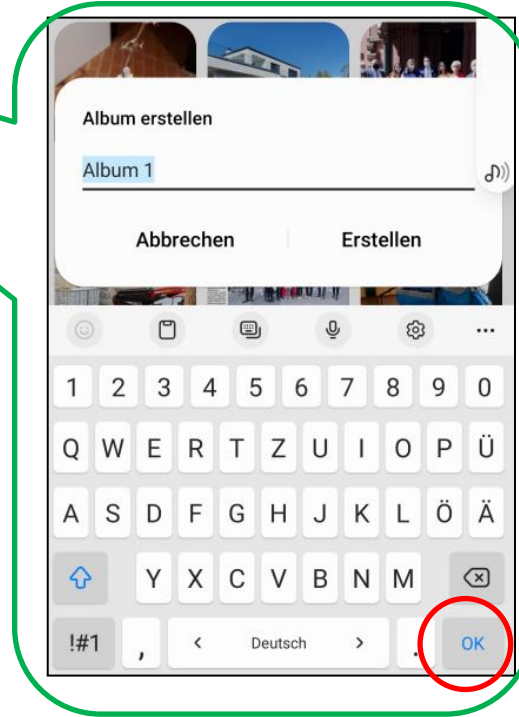 Album erstellen
Album 1
Abbrechen Erstellen
1 2 3 4 5 6 7 8 9 0
Q W E R T Z U I O P Ü
A S D F G H J K L Ö Ä
Y X C V B N M
!#1 , < Deutsch > . OK